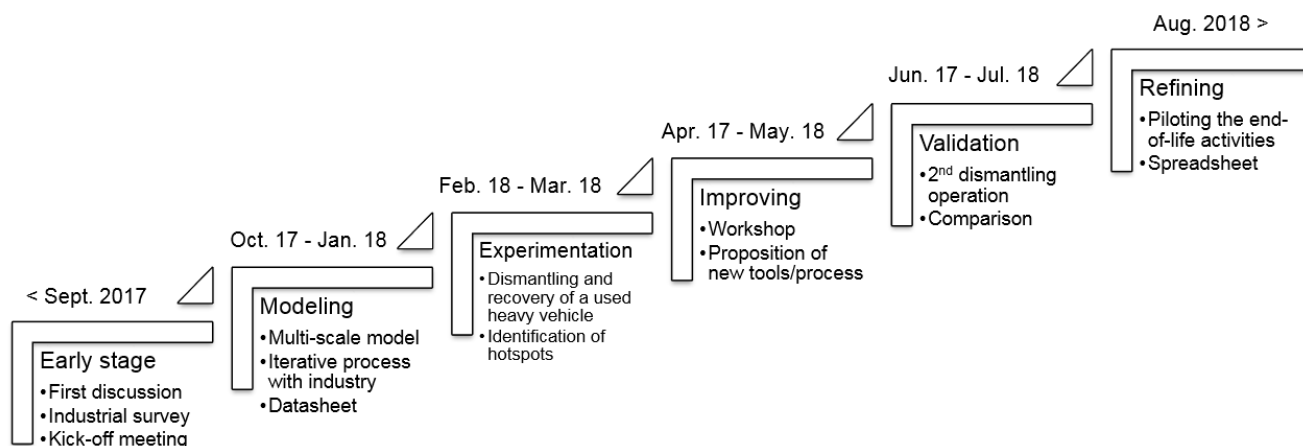 < Sept. 2017
Early stage
•First discussion
•Industrial survey
•Kick-off meeting
Oct. 17 - Jan. 18
Modeling
•Multi-scale model
•Iterative process
with industry
•Datasheet
Feb. 18 - Mar. 18
Experimentation
•Dismantling and
recovery of a used
heavy vehicle
•Identification of
hotspots
Apr. 17 - May. 18
Improving
•Workshop
•Proposition of
new tools/process
Jun. 17 - Jul. 18
Validation
•2nd dismantling
operation
•Comparison
Aug. 2018 >
Refining
•Piloting the end-
of-life activities
•Spreadsheet